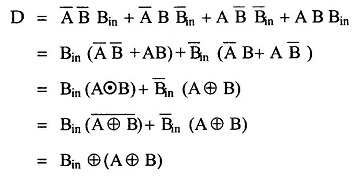 D = A̅ B̅ Bin + A̅ B B̅in + A B̅ B̅in + A B Bin
= Bin (A̅ B̅ +AB)+ B̅in (A̅ B+ A B̅ )
= Bin (A⊙B)+ B̅in (A ⊕ B)
= Bin (A̅ ̅⊕̅ ̅B̅)+ B̅in (A ⊕ B)
= Bin ⊕(A ⊕ B)